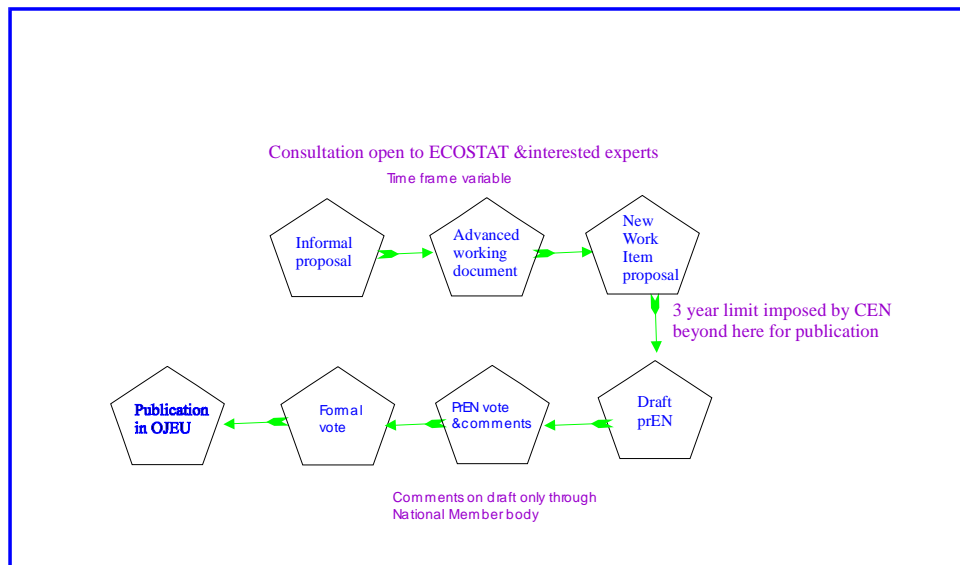 Consultation open to ECOSTAT &interested experts
Time frame variable
Informal
proposal
Advanced
working
document
New
Work
Item
proposal
3 year limit imposed by CEN
beyond here for publication
Draft
prEN
PrEN vote
& comments
Formal
vote
Publication
in OJEU
Comments on draft only through
National Member body